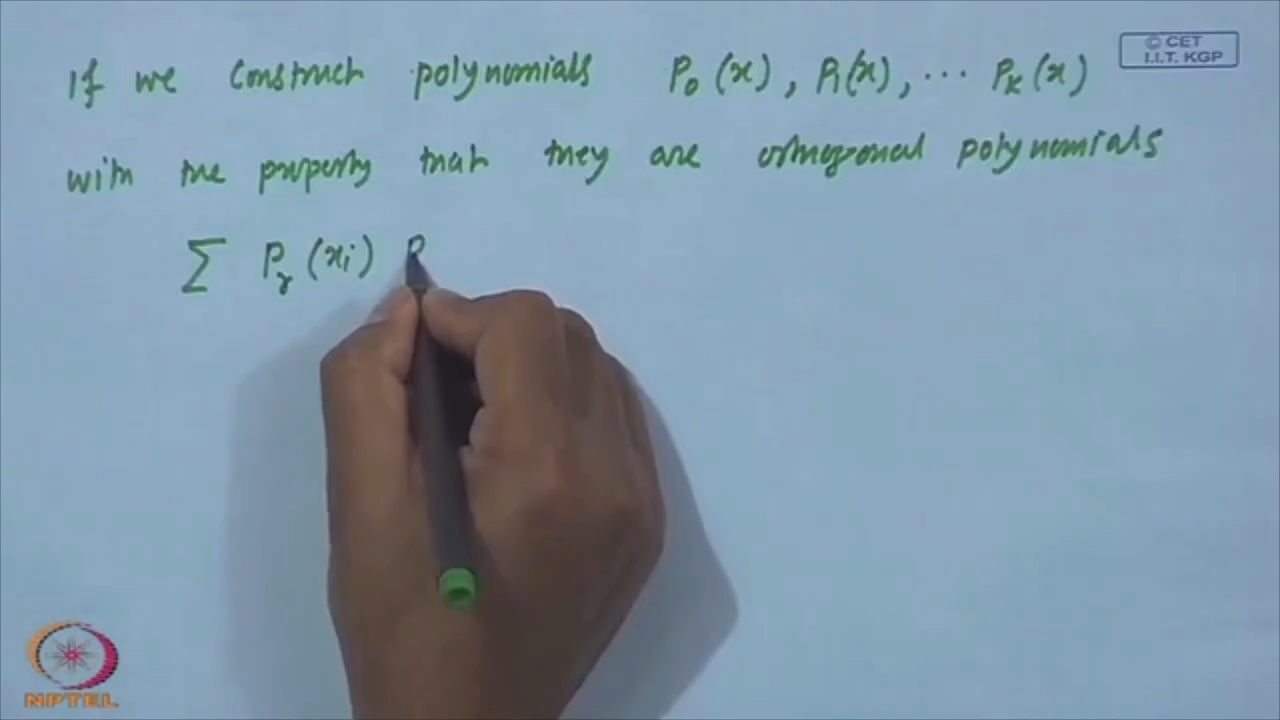 If we construct polynomials P₀(x), P₁(x), ⋯ Pₖ(x)
© CET
I.I.T. KGP
with the property that they are orthogonal polynomials
∑ Pᵣ(xᵢ) P
NPTEL